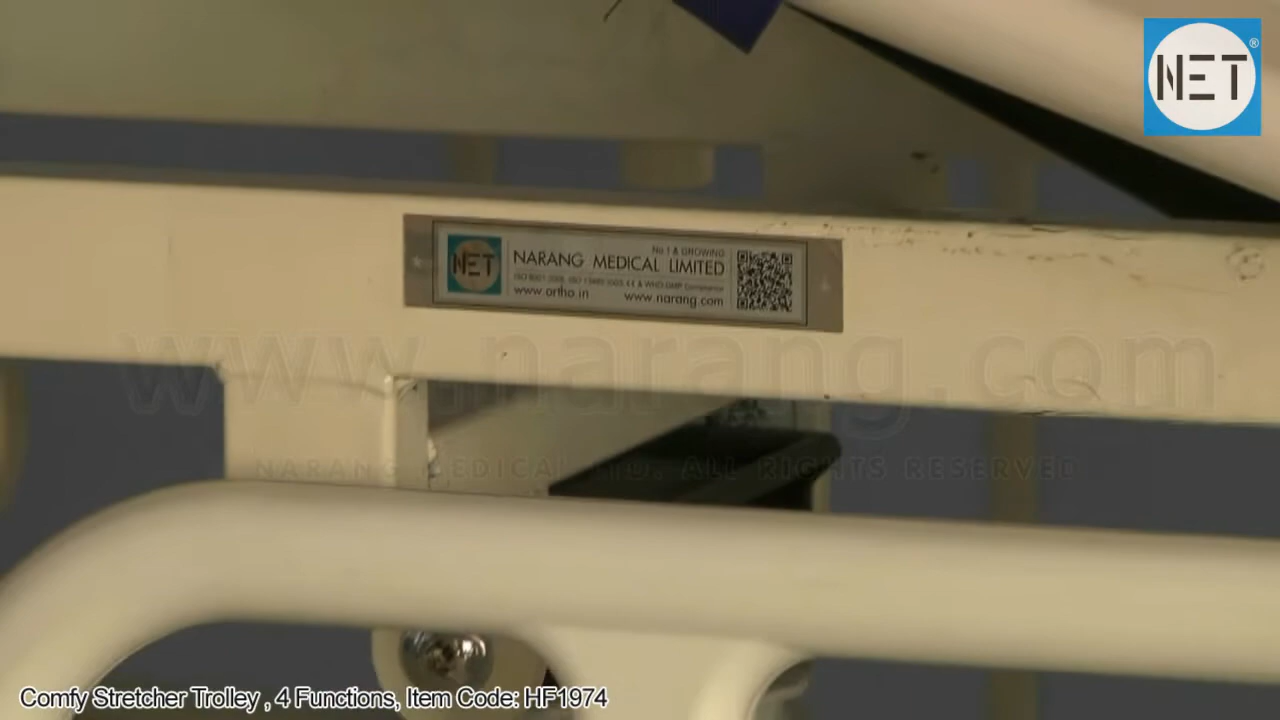 NET®
No 1 & GROWING
NET
NARANG MEDICAL LIMITED
www.ortho.in www.narang.com
www.narang.com
NARANG MEDICAL LTD. ALL RIGHTS RESERVED
Comfy Stretcher Trolley , 4 Functions, Item Code: HF1974